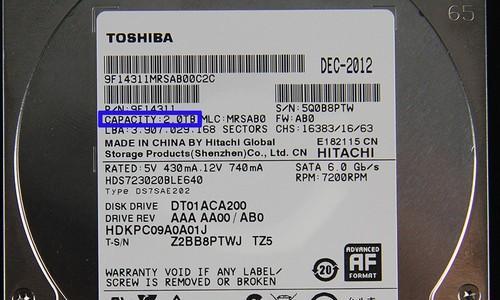 65
TOSHIBA
DEC-2012
9F14311MRSAB00C2C
P/N:9F14311 S/N:5Q0B8PTW
CAPACITY:2.0TB MLC:MRSAB0 FW:AB0
LBA:3,907,029,168 SECTORS CHS:16383/16/63
MADE IN CHINA BY Hitachi Global E182115 CN
Storage Products(Shenzhen)Co., Ltd. CN HITACHI
RATED: 5V 430mA.12V 740mA SATA 6.0 Gb/s
HDS723020BLE640 RPM:7200RPM
TYPE DS7SAE202
DISK DRIVE DT01ACA200
DRIVE REV AAA AA00/AB0
HDKPC09A0A01J
T-S/N Z2BB8PTWJ TZ5
ADVANCED
AF
FORMAT
20
WARRANTY VOID IF ANY LABEL/
SCREW IS REMOVED OR BROKEN